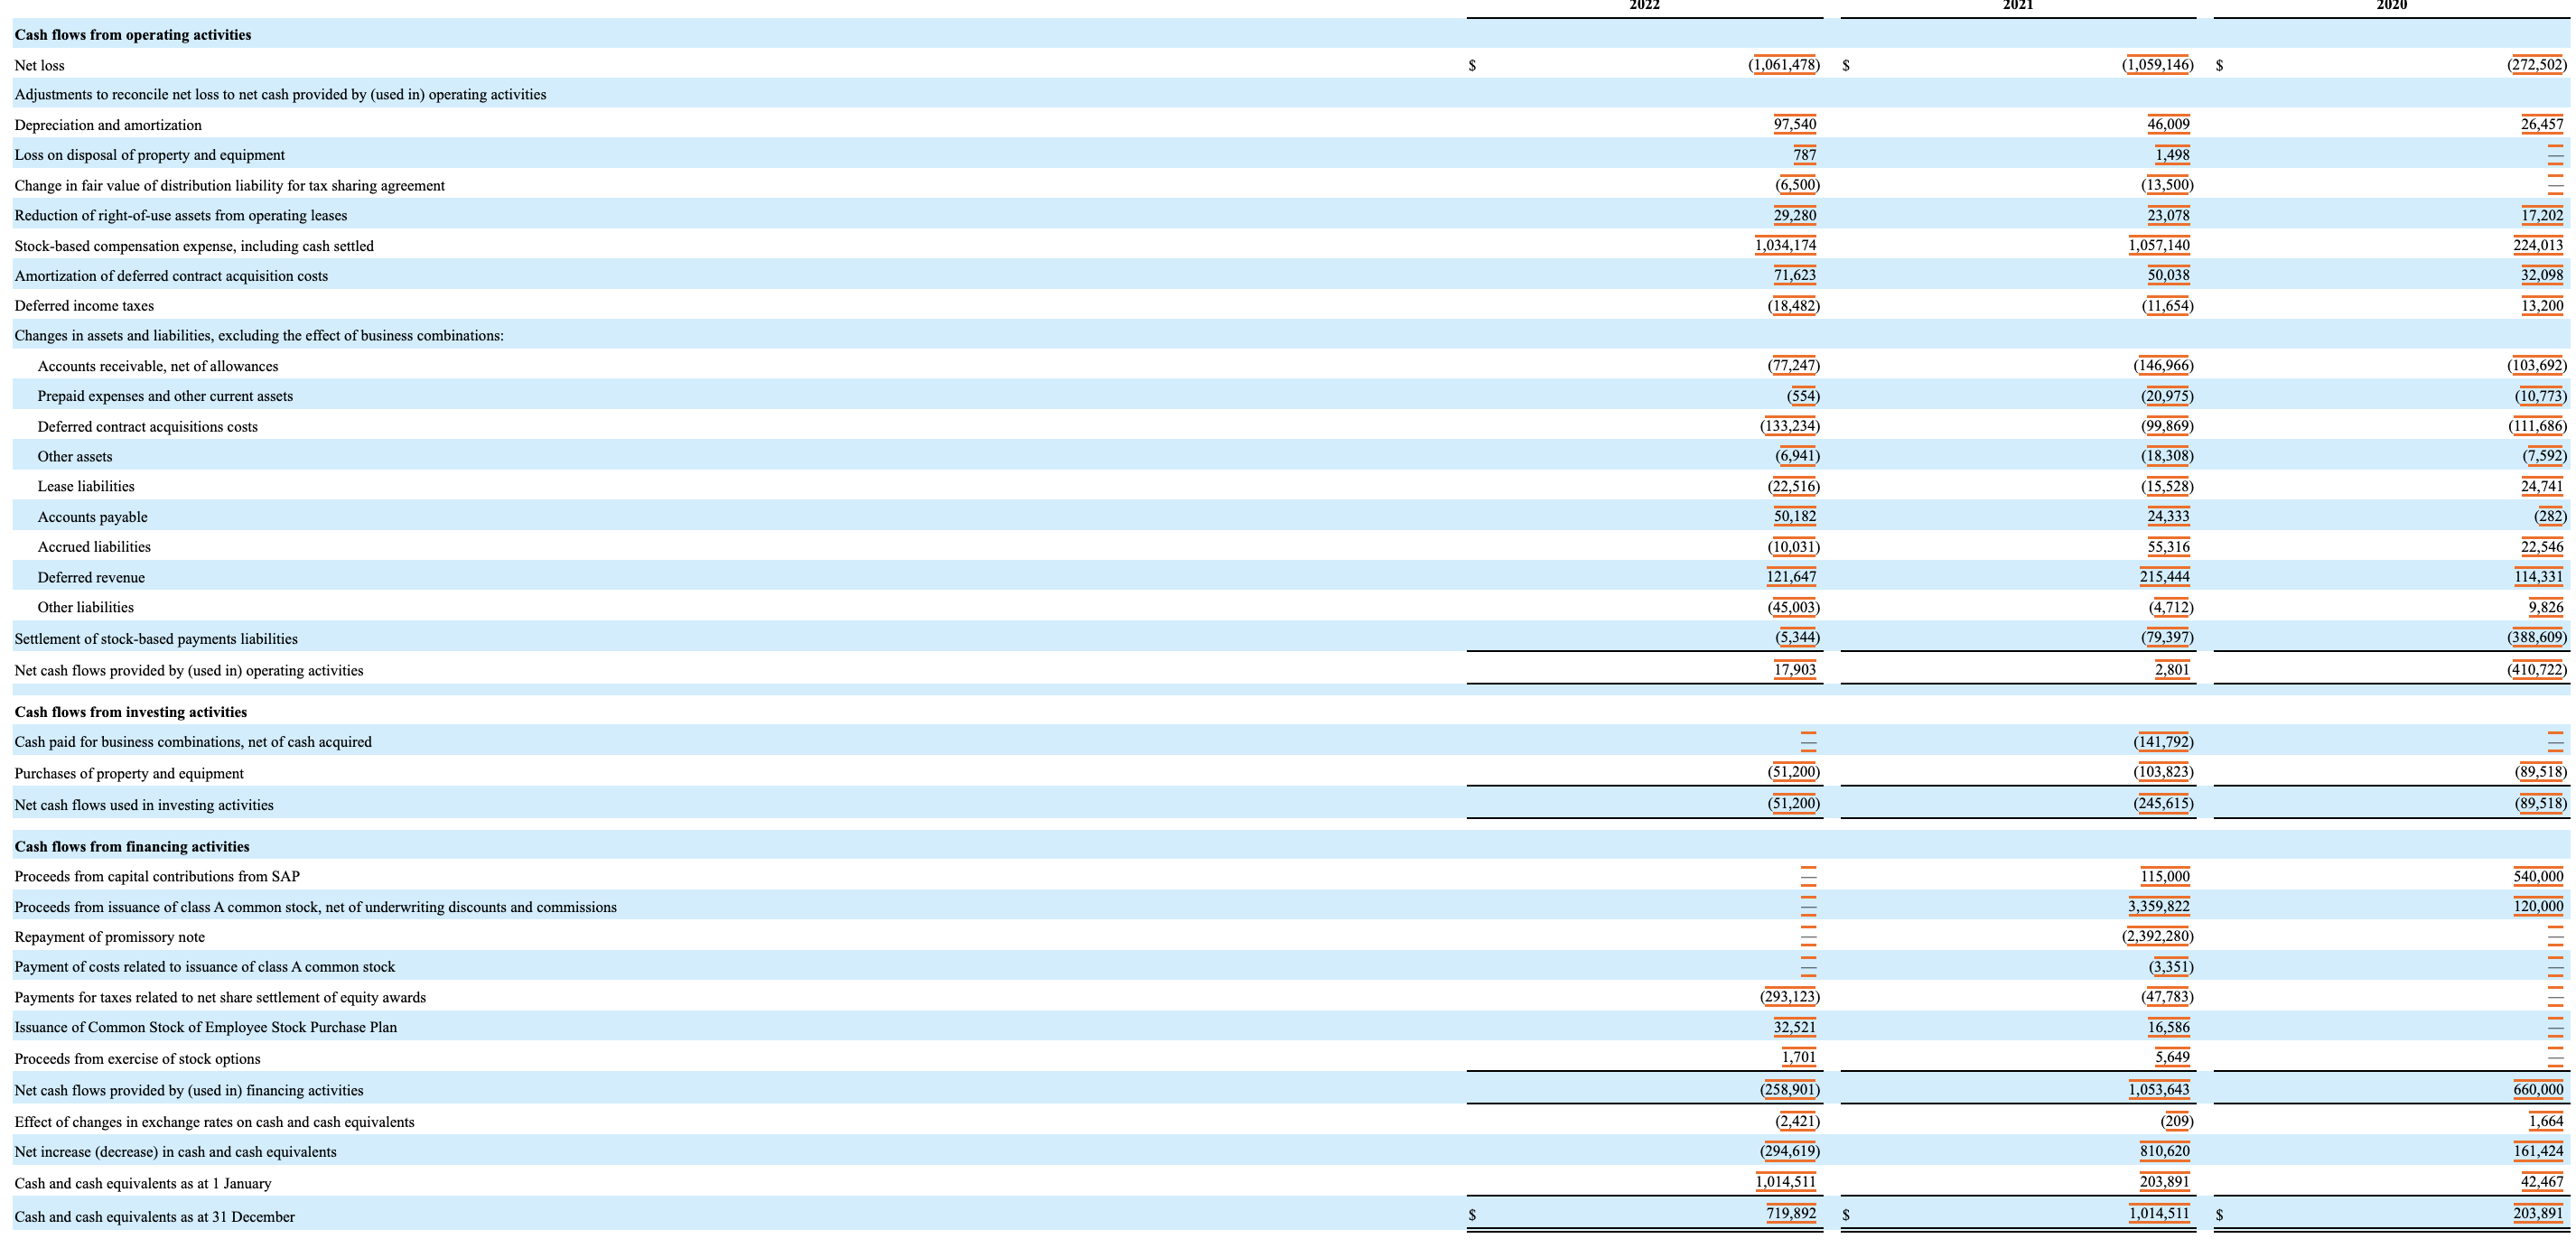 2022 2021 2020
Cash flows from operating activities
Net loss $ (1,061,478) $ (1,059,146) $ (272,502)
Adjustments to reconcile net loss to net cash provided by (used in) operating activities
Depreciation and amortization 97,540 46,009 26,457
Loss on disposal of property and equipment 787 1,498 —
Change in fair value of distribution liability for tax sharing agreement (6,500) (13,500) —
Reduction of right-of-use assets from operating leases 29,280 23,078 17,202
Stock-based compensation expense, including cash settled 1,034,174 1,057,140 224,013
Amortization of deferred contract acquisition costs 71,623 50,038 32,098
Deferred income taxes (18,482) (11,654) 13,200
Changes in assets and liabilities, excluding the effect of business combinations:
Accounts receivable, net of allowances (77,247) (146,966) (103,692)
Prepaid expenses and other current assets (554) (20,975) (10,773)
Deferred contract acquisitions costs (133,234) (99,869) (111,686)
Other assets (6,941) (18,308) (7,592)
Lease liabilities (22,516) (15,528) 24,741
Accounts payable 50,182 24,333 (282)
Accrued liabilities (10,031) 55,316 22,546
Deferred revenue 121,647 215,444 114,331
Other liabilities (45,003) (4,712) 9,826
Settlement of stock-based payments liabilities (5,344) (79,397) (388,609)
Net cash flows provided by (used in) operating activities 17,903 2,801 (410,722)
Cash flows from investing activities
Cash paid for business combinations, net of cash acquired — (141,792) —
Purchases of property and equipment (51,200) (103,823) (89,518)
Net cash flows used in investing activities (51,200) (245,615) (89,518)
Cash flows from financing activities
Proceeds from capital contributions from SAP — 115,000 540,000
Proceeds from issuance of class A common stock, net of underwriting discounts and commissions — 3,359,822 120,000
Repayment of promissory note — (2,392,280) —
Payment of costs related to issuance of class A common stock — (3,351) —
Payments for taxes related to net share settlement of equity awards (293,123) (47,783) —
Issuance of Common Stock of Employee Stock Purchase Plan 32,521 16,586 —
Proceeds from exercise of stock options 1,701 5,649 —
Net cash flows provided by (used in) financing activities (258,901) 1,053,643 660,000
Effect of changes in exchange rates on cash and cash equivalents (2,421) (209) 1,664
Net increase (decrease) in cash and cash equivalents (294,619) 810,620 161,424
Cash and cash equivalents as at 1 January 1,014,511 203,891 42,467
Cash and cash equivalents as at 31 December $ 719,892 $ 1,014,511 $ 203,891